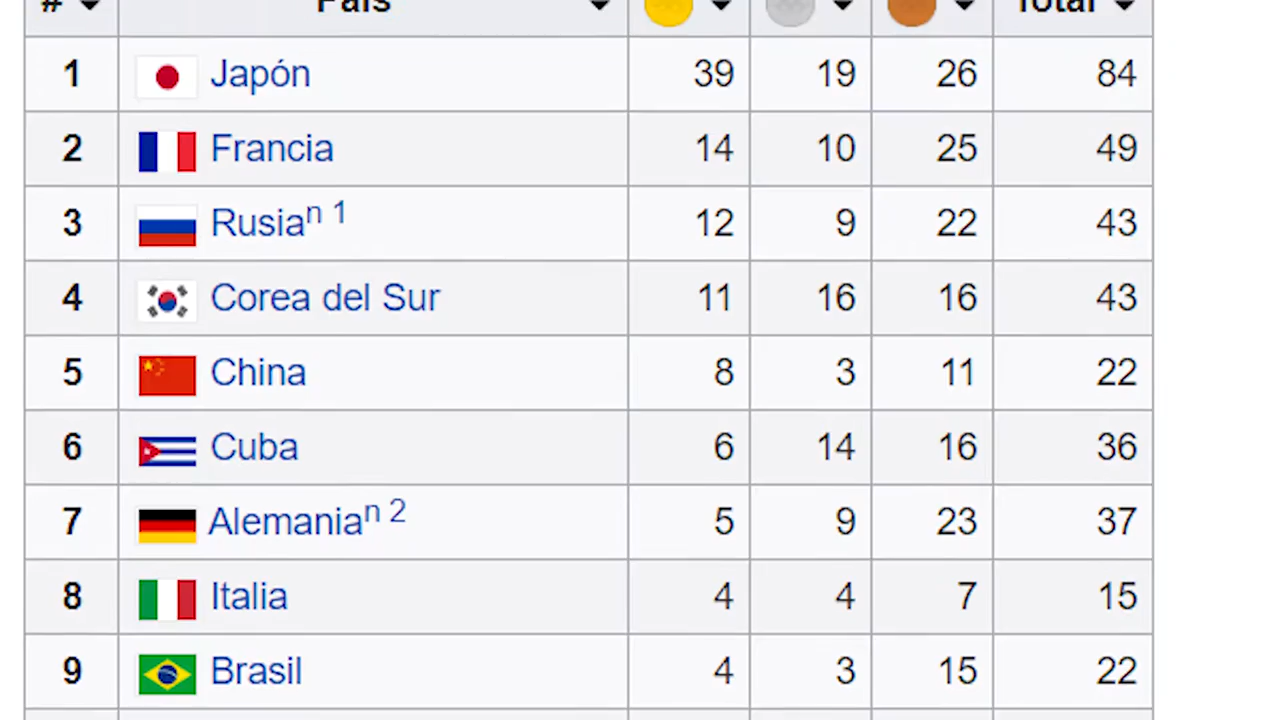 # País Total
1 Japón 39 19 26 84
2 Francia 14 10 25 49
3 Rusia n 1 12 9 22 43
4 Corea del Sur 11 16 16 43
5 China 8 3 11 22
6 Cuba 6 14 16 36
7 Alemania n 2 5 9 23 37
8 Italia 4 4 7 15
9 Brasil 4 3 15 22